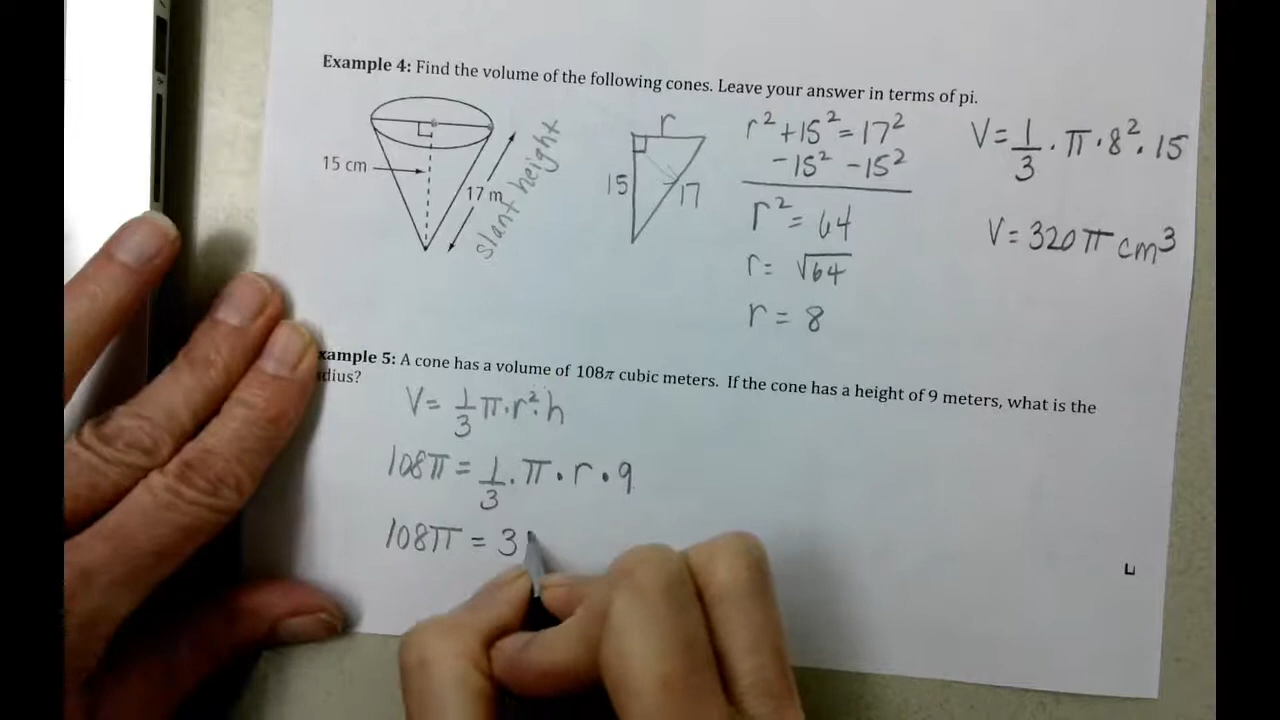 Example 4: Find the volume of the following cones. Leave your answer in terms of pi.
15 cm
17 m
slant height
r
15
17
r² + 15² = 17²
-15² -15²
r² = 64
r = √64
r = 8
V = 1/3 · π · 8² · 15
V = 320π cm³
xample 5: A cone has a volume of 108π cubic meters. If the cone has a height of 9 meters, what is the
dius?
V = 1/3 π · r² · h
108π = 1/3 · π · r · 9
108π = 3